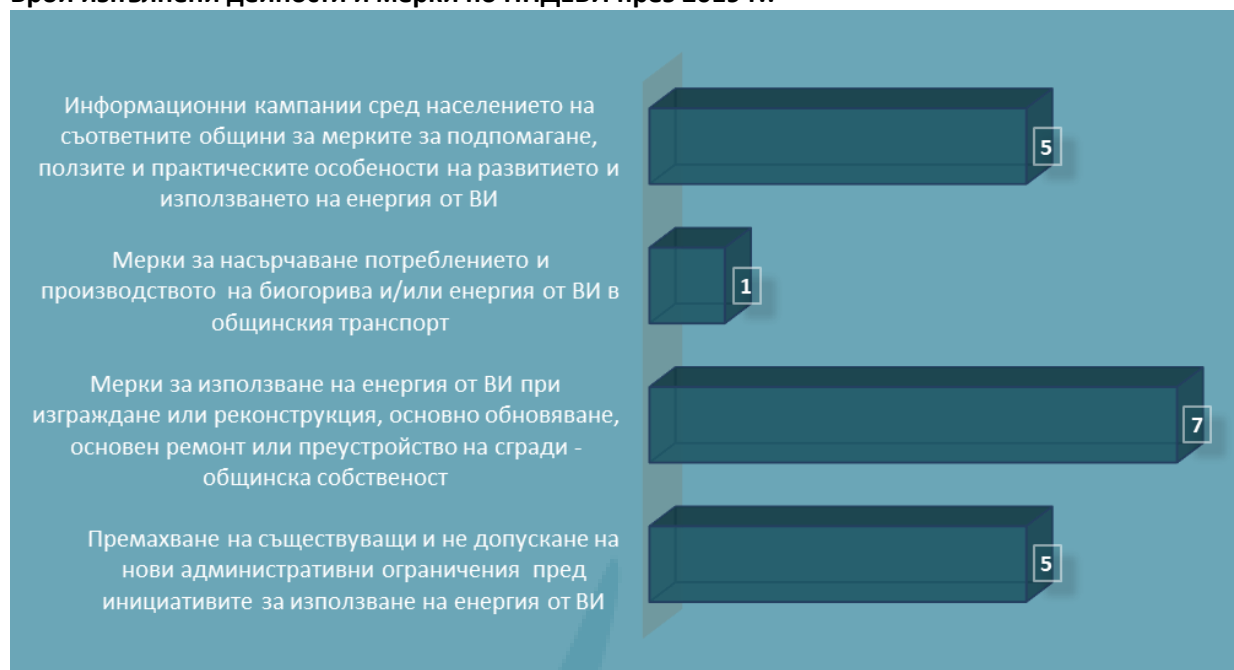 Информационни кампании сред населението на
съответните общини за мерките за подпомагане,
ползите и практическите особености на развитието и
използването на енергия от ВИ
5
Мерки за насърчаване потреблението и
производството на биогорива и/или енергия от ВИ в
общинския транспорт
1
Мерки за използване на енергия от ВИ при
изграждане или реконструкция, основно обновяване,
основен ремонт или преустройство на сгради -
общинска собственост
7
Премахване на съществуващи и не допускане на
нови административни ограничения пред
инициативите за използване на енергия от ВИ
5